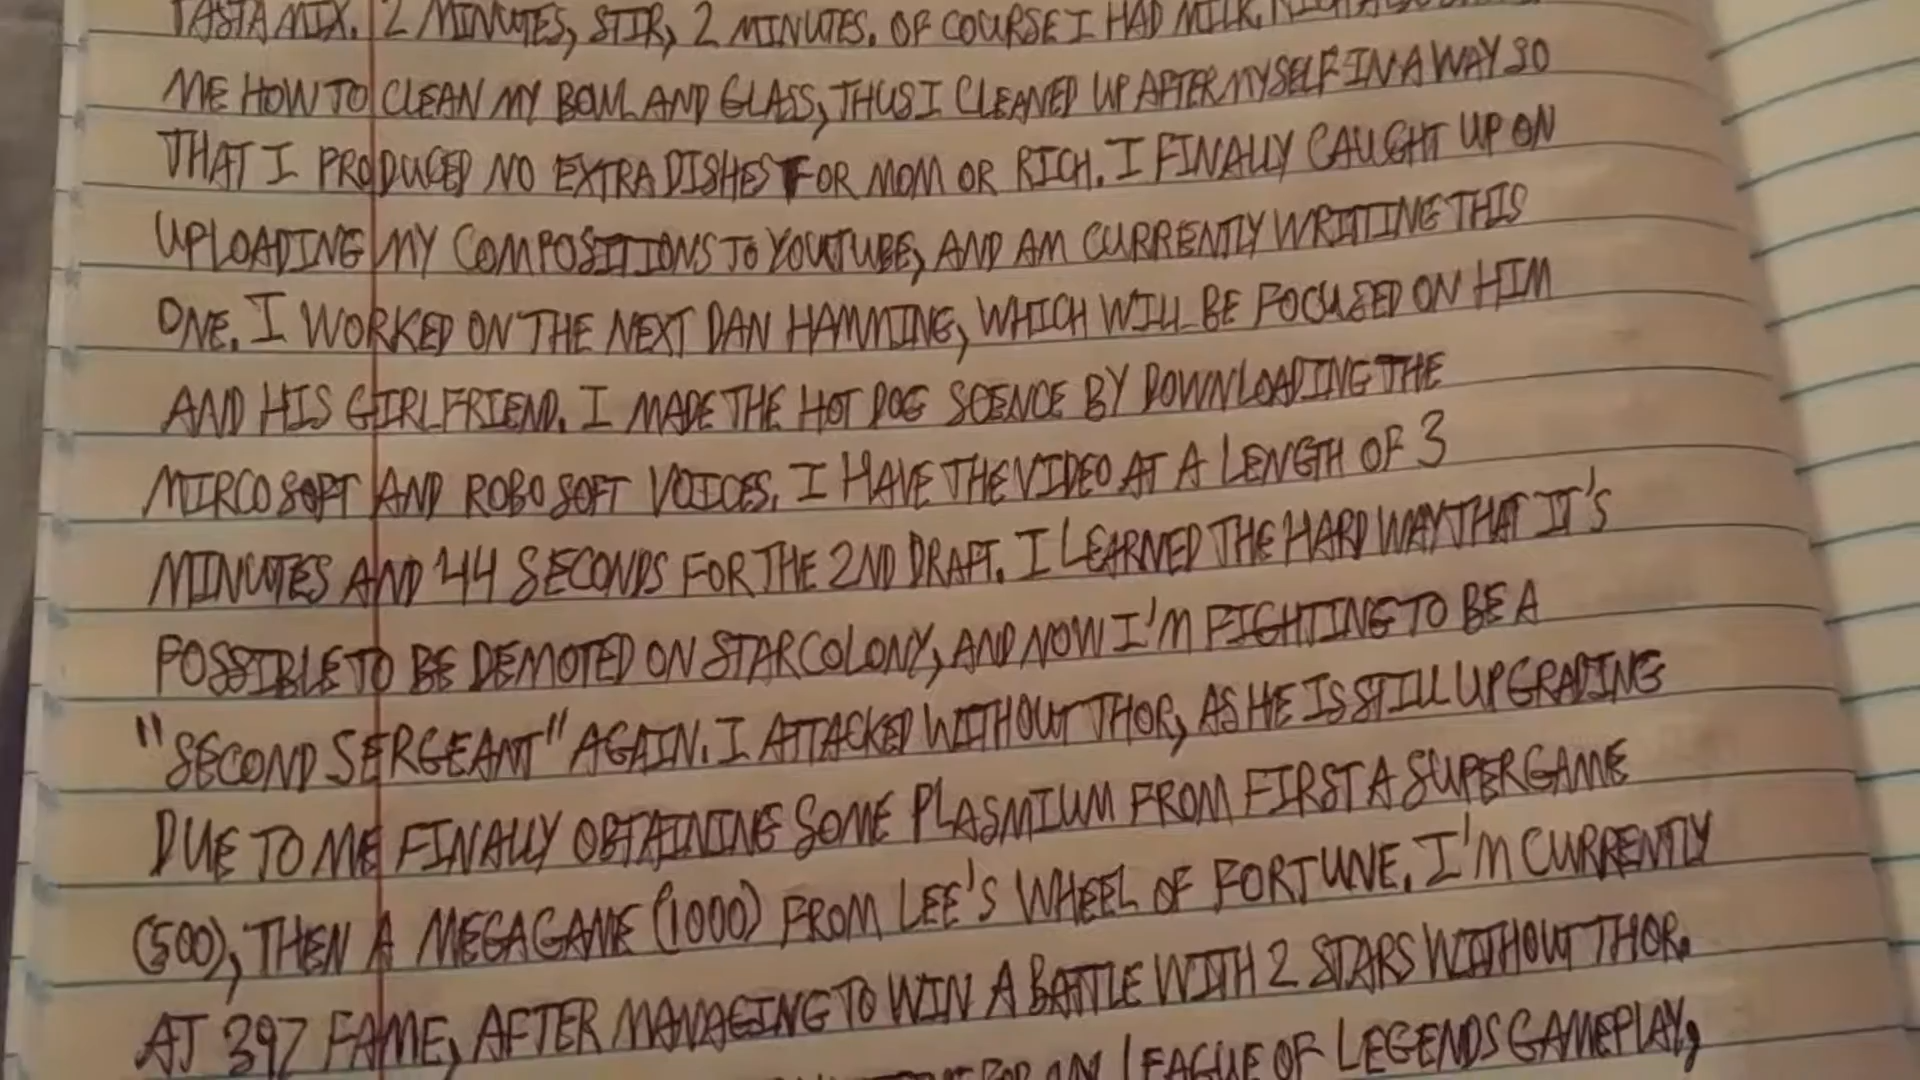 PASTA MIX. 2 MINUTES, STIR, 2 MINUTES. OF COURSE I HAD MILK.
ME HOW TO CLEAN MY BOWL AND GLASS, THUS I CLEANED UP AFTER MYSELF IN A WAY SO
THAT I PRODUCED NO EXTRA DISHES FOR MOM OR RICH. I FINALLY CAUGHT UP ON
UPLOADING MY COMPOSITIONS TO YOUTUBE, AND AM CURRENTLY WRITING THIS
ONE. I WORKED ON THE NEXT DAN HAMMING, WHICH WILL BE FOCUSED ON HIM
AND HIS GIRLFRIEND. I MADE THE HOT DOG SCENCE BY DOWNLOADING THE
MIRCOSOFT AND ROBOSOFT VOICES. I HAVE THE VIDEO AT A LENGTH OF 3
MINUTES AND 44 SECONDS FOR THE 2ND DRAFT. I LEARNED THE HARD WAY THAT IT'S
POSSIBLE TO BE DEMOTED ON STAR COLONY, AND NOW I'M FIGHTING TO BE A
"SECOND SERGEANT" AGAIN. I ATTACKED WITHOUT THOR, AS HE IS STILL UPGRADING
DUE TO ME FINALLY OBTAINING SOME PLASMIUM FROM FIRST A SUPERGAME
(500), THEN A MEGAGAME (1000) FROM LEE'S WHEEL OF FORTUNE. I'M CURRENTLY
AT 397 FAME, AFTER MANAGING TO WIN A BATTLE WITH 2 STARS WITHOUT THOR.
LEAGUE OF LEGENDS GAMEPLAY,